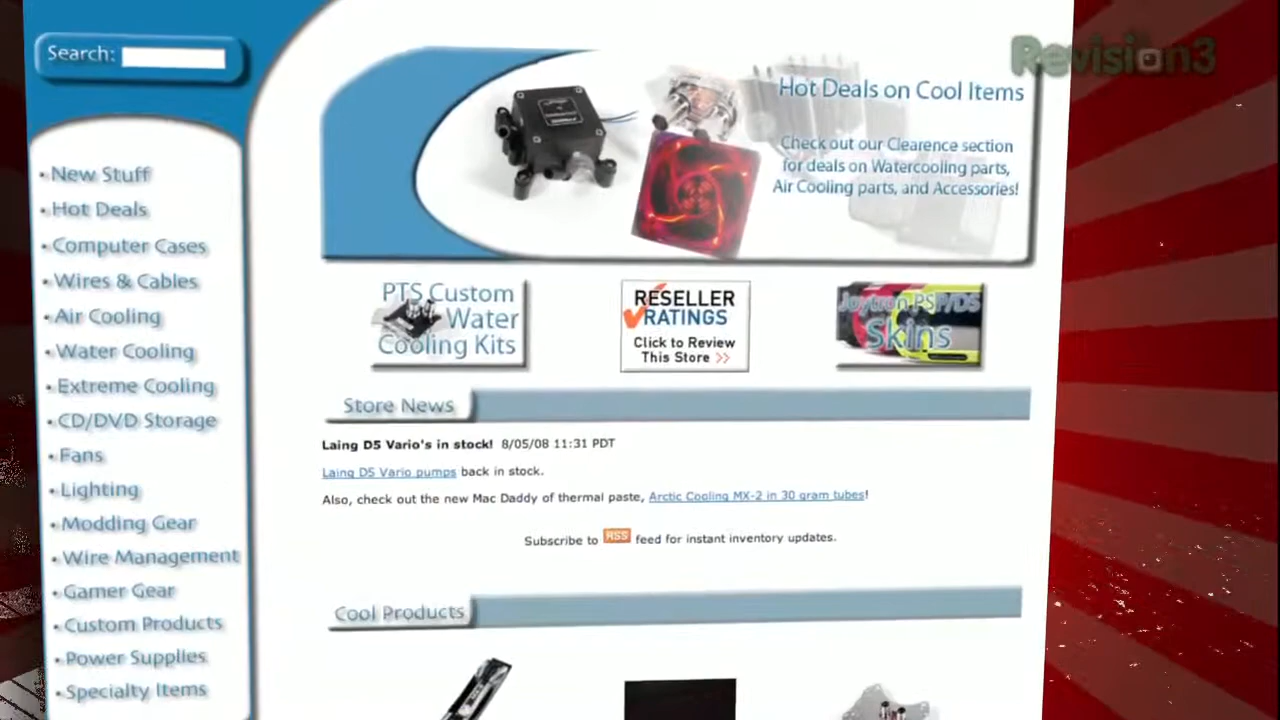 Search:
Revision3
Hot Deals on Cool Items
Check out our Clearence section
for deals on Watercooling parts,
Air Cooling parts, and Accessories!
• New Stuff
• Hot Deals
• Computer Cases
• Wires & Cables
• Air Cooling
• Water Cooling
• Extreme Cooling
• CD/DVD Storage
• Fans
• Lighting
• Modding Gear
• Wire Management
• Gamer Gear
• Custom Products
• Power Supplies
• Specialty Items
PTS Custom
Water
Cooling Kits
RESELLER
RATINGS
Click to Review
This Store >>
Joytron PSP/DS
Skins
Store News
Laing D5 Vario's in stock! 8/05/08 11:31 PDT
Laing D5 Vario pumps back in stock.
Also, check out the new Mac Daddy of thermal paste, Arctic Cooling MX-2 in 30 gram tubes!
Subscribe to RSS feed for instant inventory updates.
Cool Products